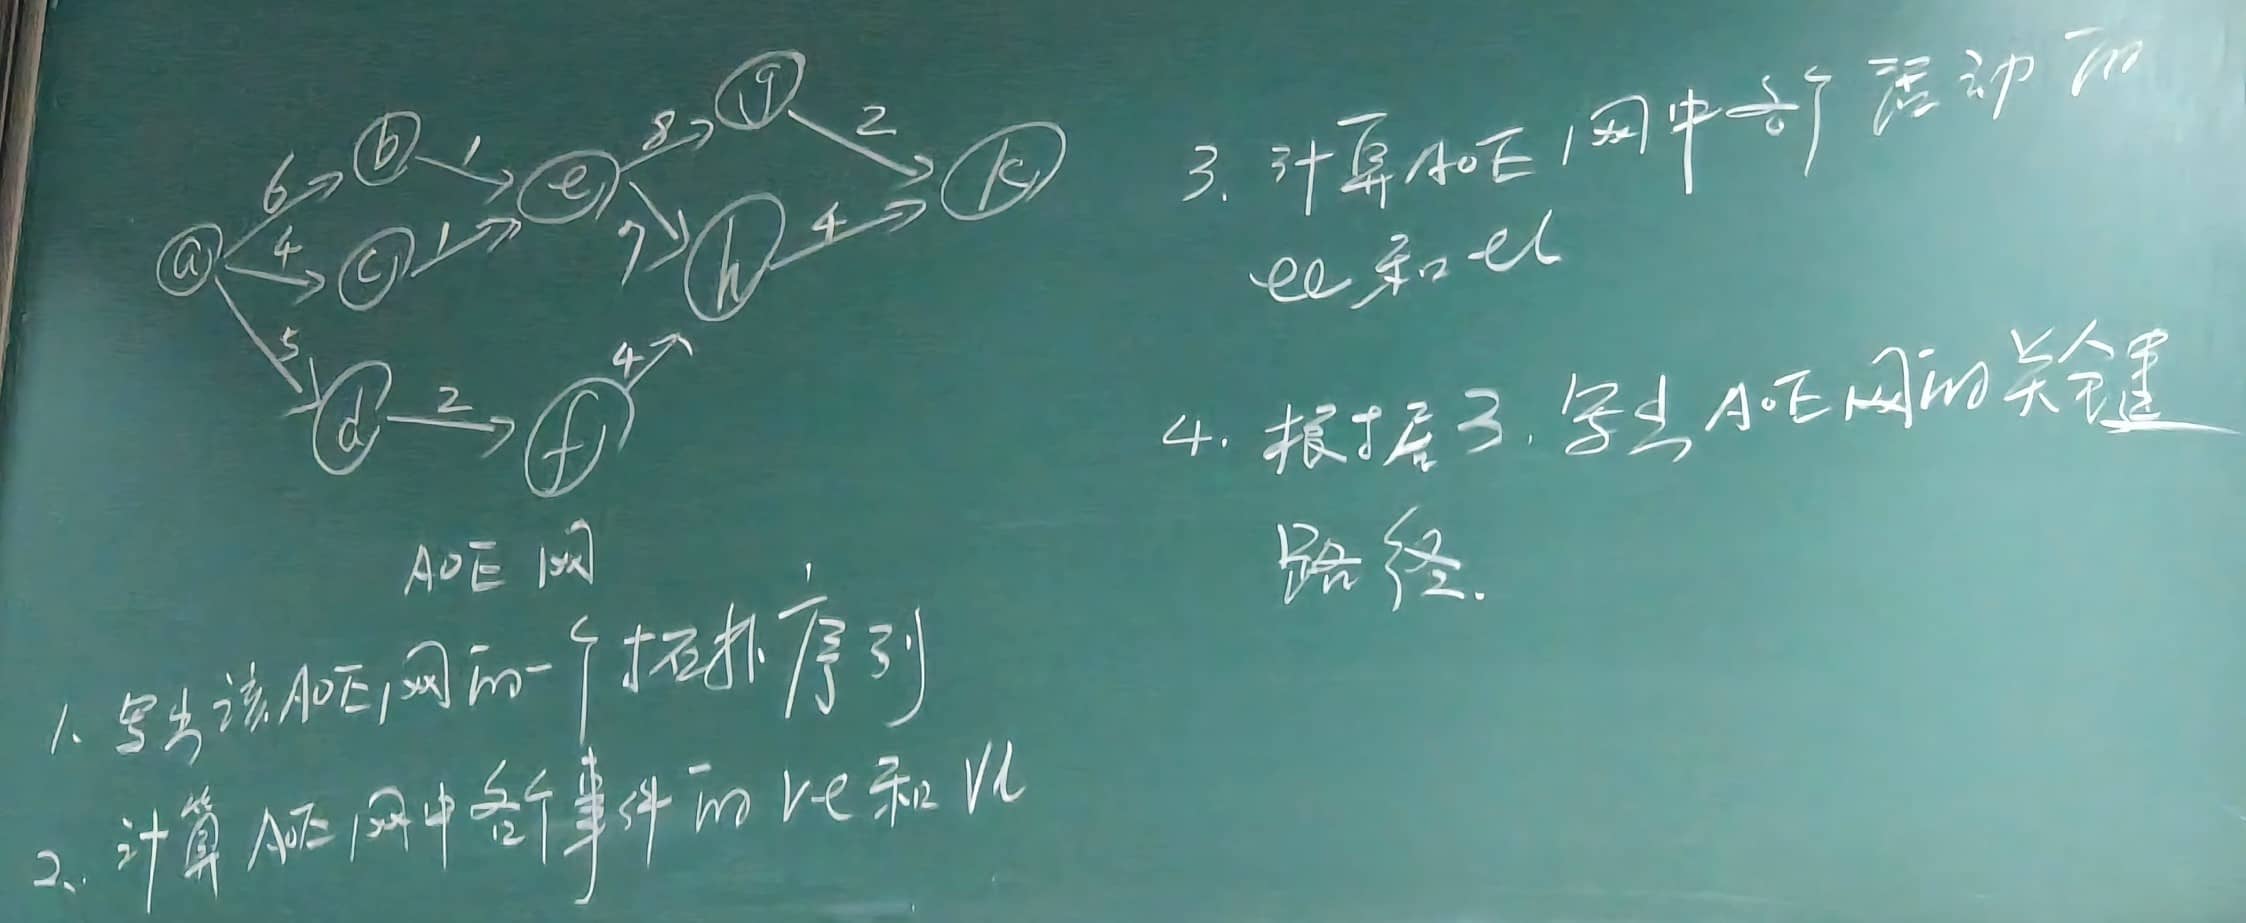 a
6
b
1
4
c
1
5
d
2
f
4
e
8
g
2
7
h
4
k
AOE网
1. 写出该AOE网的一个拓扑序列
2. 计算AOE网中各个事件的ve和vl
3. 计算AOE网中各个活动的
ee和el
4. 根据3. 写出AOE网的关键
路径.